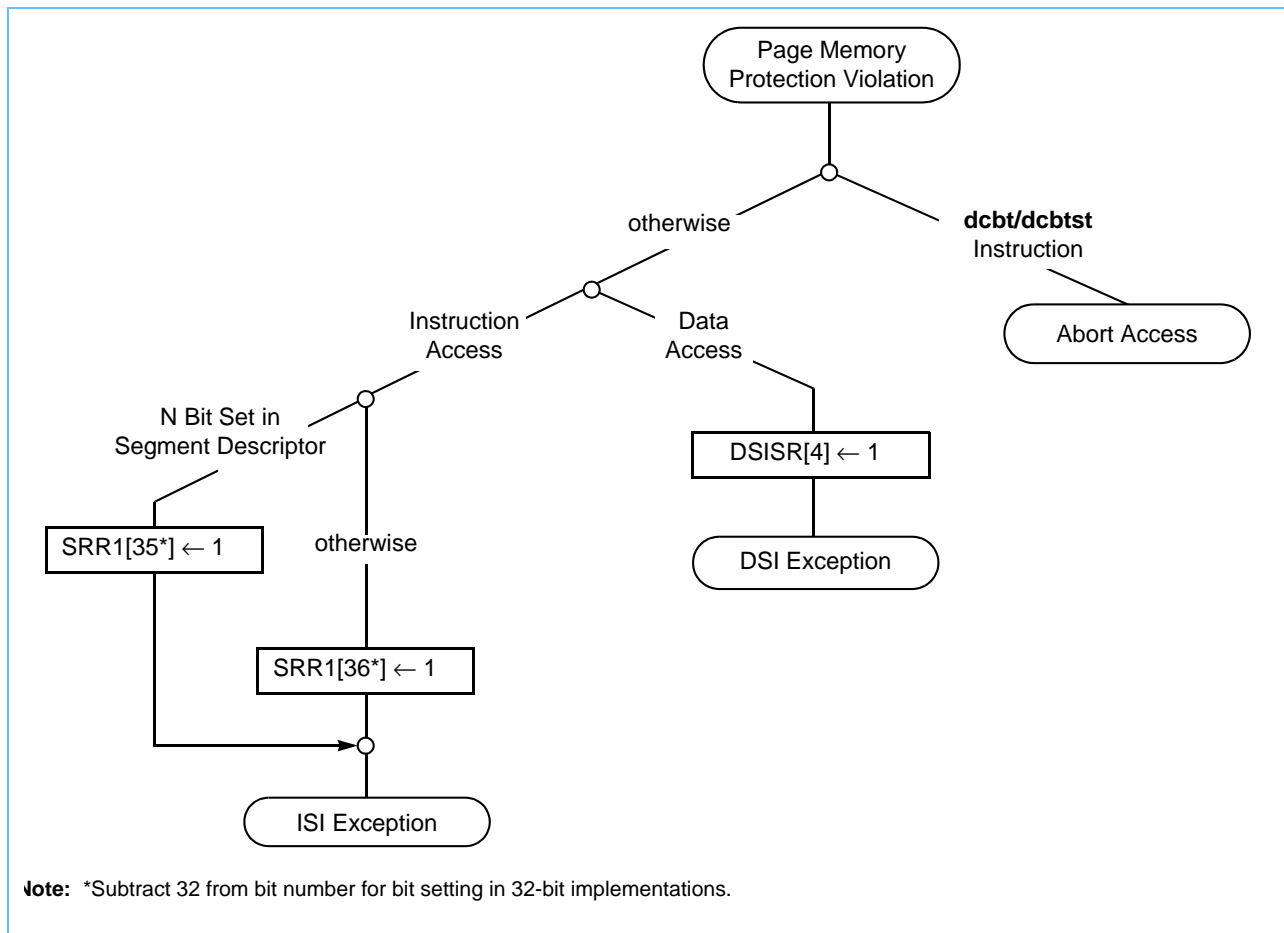 Page Memory
Protection Violation
otherwise
dcbt/dcbtst
Instruction
Instruction
Access
Data
Access
Abort Access
N Bit Set in
Segment Descriptor
DSISR[4] ← 1
SRR1[35*] ← 1
otherwise
DSI Exception
SRR1[36*] ← 1
ISI Exception
Note: *Subtract 32 from bit number for bit setting in 32-bit implementations.